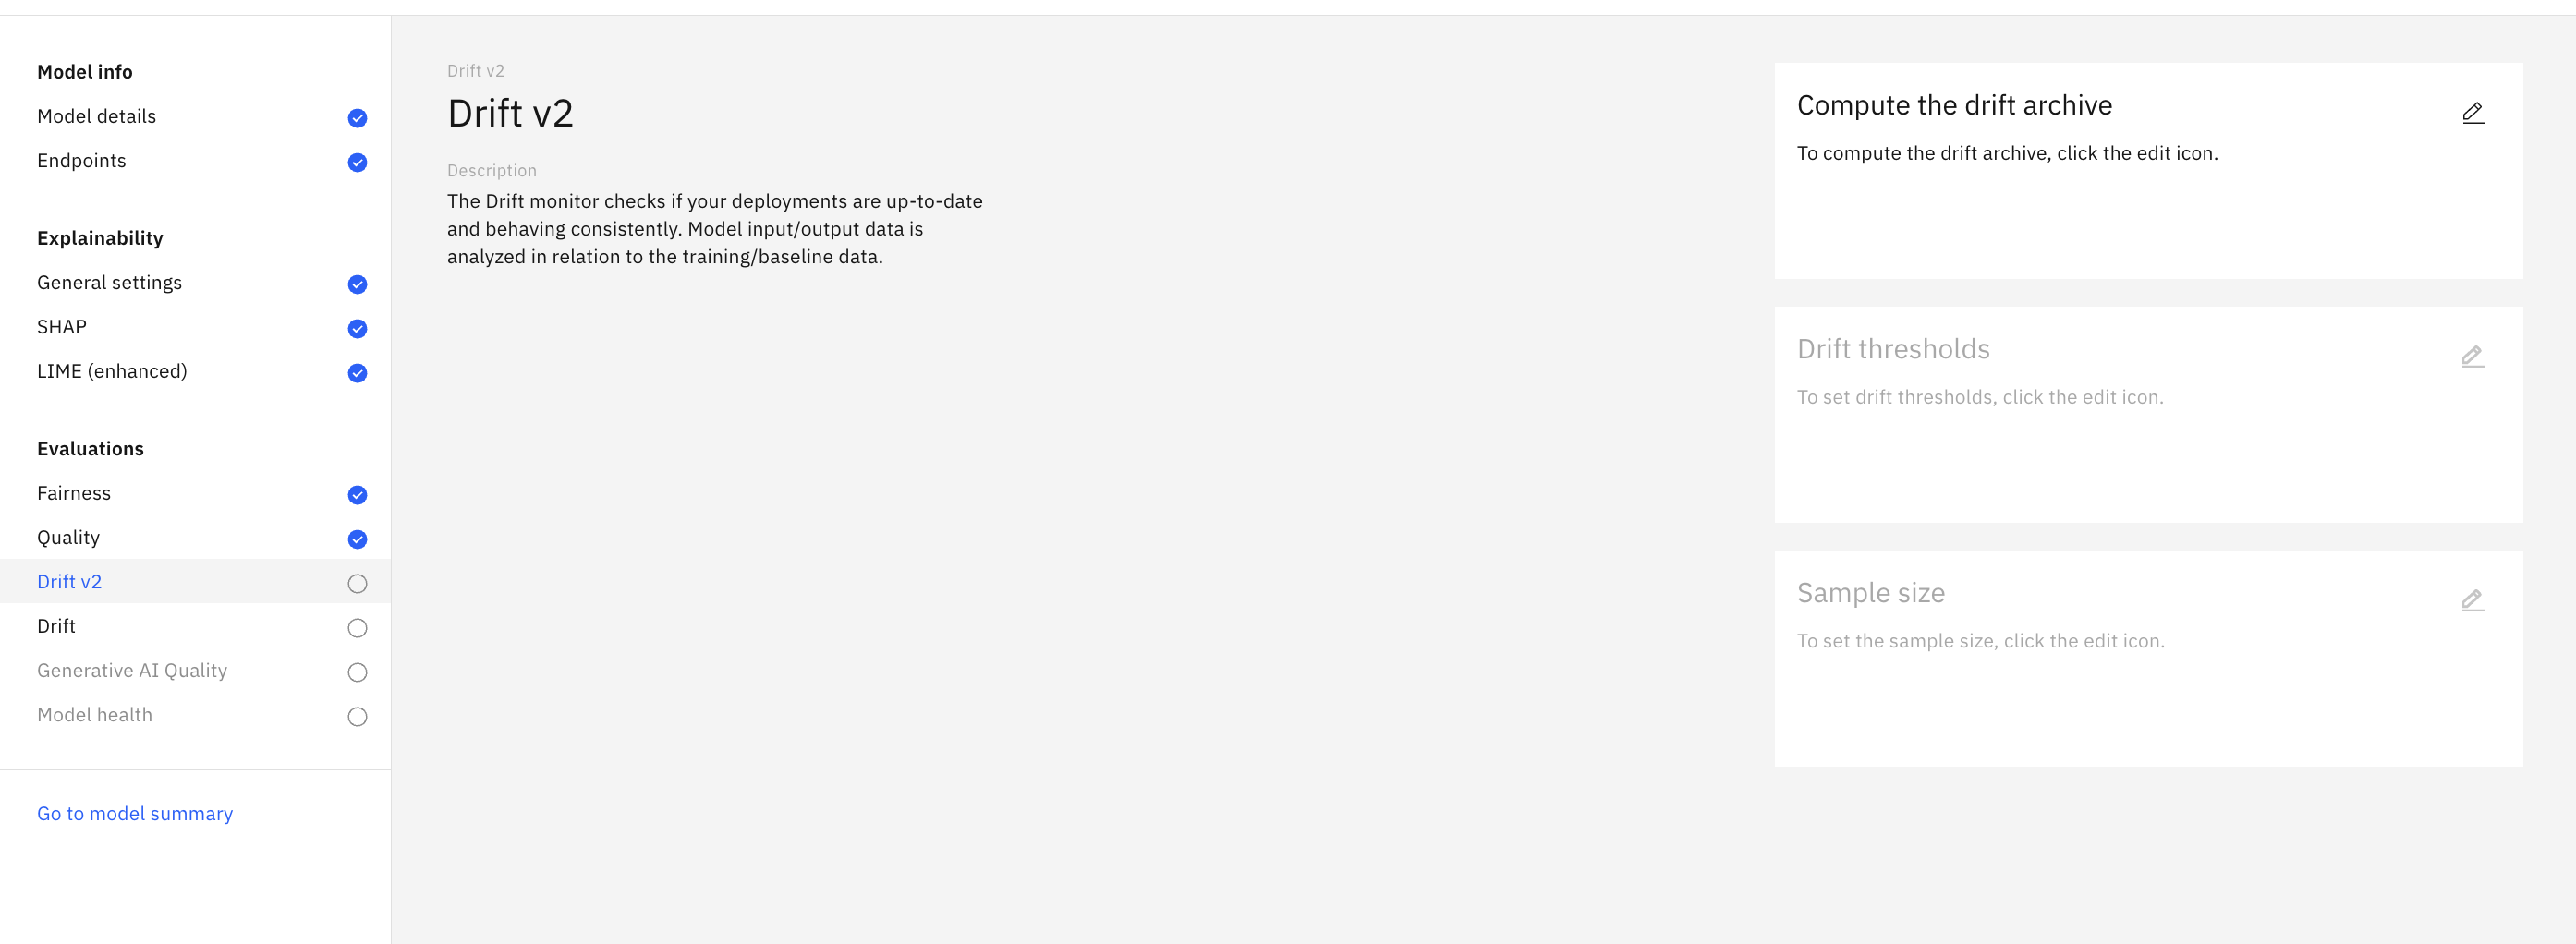 Model info
Model details
Endpoints
Explainability
General settings
SHAP
LIME (enhanced)
Evaluations
Fairness
Quality
Drift v2
Drift
Generative AI Quality
Model health
Go to model summary
Drift v2
Drift v2
Description
The Drift monitor checks if your deployments are up-to-date
and behaving consistently. Model input/output data is
analyzed in relation to the training/baseline data.
Compute the drift archive
To compute the drift archive, click the edit icon.
Drift thresholds
To set drift thresholds, click the edit icon.
Sample size
To set the sample size, click the edit icon.